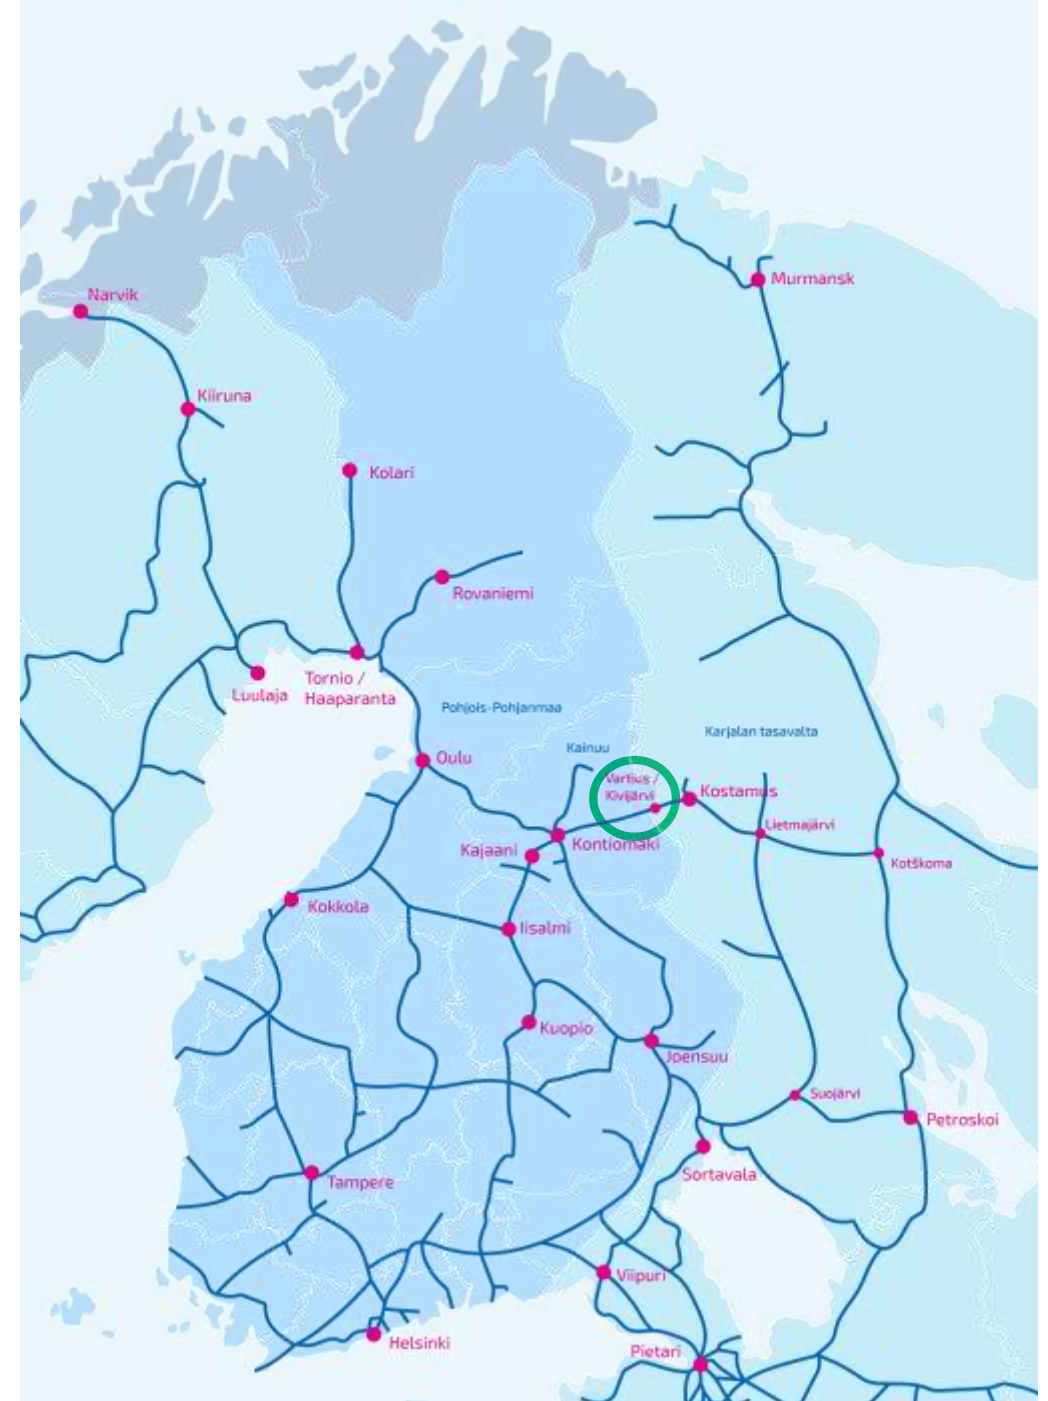 Murmansk
Narvik
Kiiruna
Kolari
Rovaniemi
Luulaja
Tornio /
Haaparanta
Pohjois-Pohjanmaa
Karjalan tasavalta
Kainuu
Oulu
Vartius /
Kivijärvi
Kostamus
Lietmajärvi
Kontiomäki
Kajaani
Kotškoma
Kokkola
Iisalmi
Kuopio
Joensuu
Suojärvi
Petroskoi
Sortavala
Tampere
Viipuri
Helsinki
Pietari